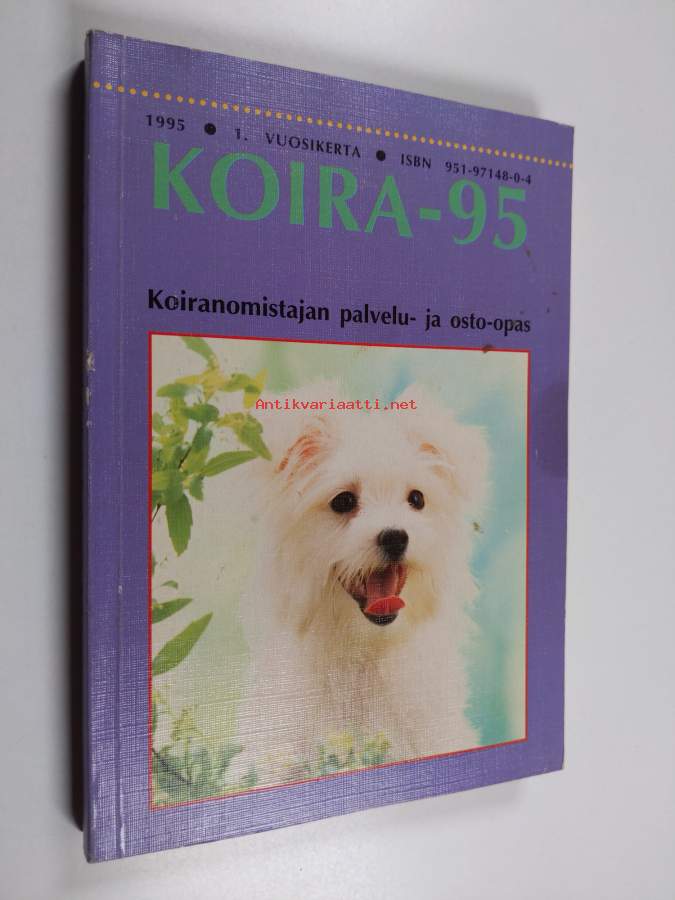 1995 ● 1. VUOSIKERTA ● ISBN 951-97148-0-4
KOIRA-95
Koiranomistajan palvelu- ja osto-opas
Antikvariaatti.net